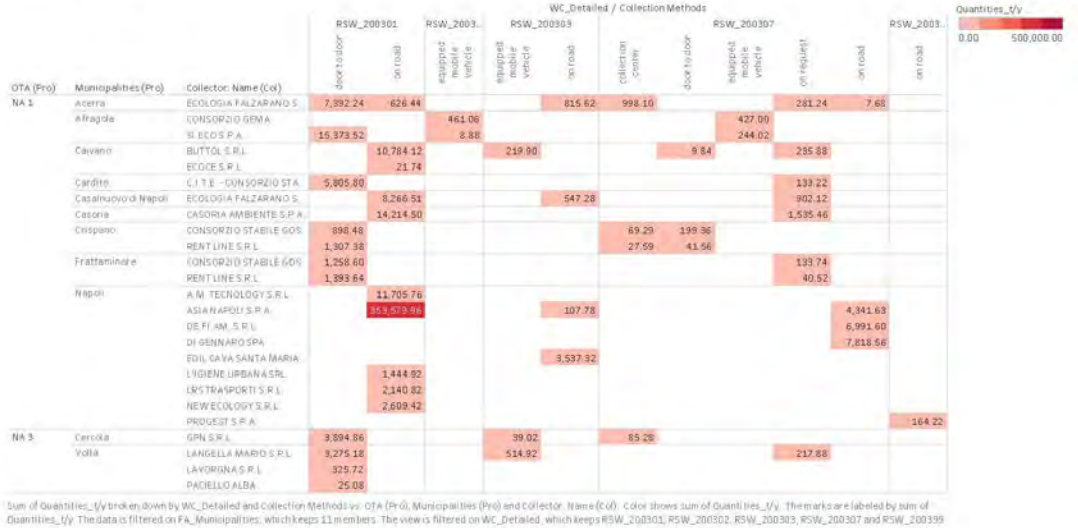 WC_Detailed / Collection Methods
Quantities_t/y
RSW_200301 RSW_2003.. RSW_200303 RSW_200307 RSW_2003..
0.00 500,000.00
door to door on road equipped mobile vehicle equipped mobile vehicle on road collection center door to door equipped mobile vehicle on request on road on road
OTA (Pro) Municipalities (Pro) Collector: Name (Col)
NA 1 Acerra ECOLOGIA FALZARANO S.. 7,392.24 626.44 815.62 998.10 281.24 7.68
Afragola CONSORZIO GEMA 461.06 427.00
SI.ECO S.P.A. 15,373.52 8.88 244.02
Caivano BUTTOL S.R.L. 10,784.12 219.90 9.84 235.88
ECOCE S.R.L. 21.74
Cardito C.I.T.E. - CONSORZIO STA.. 5,805.80 133.22
Casalnuovo di Napoli ECOLOGIA FALZARANO S.. 8,266.51 547.28 902.12
Casoria CASORIA AMBIENTE S.P.A. 14,214.50 1,535.46
Crispano CONSORZIO STABILE GOS.. 898.48 69.29 199.36
RENT LINE S.R.L. 1,307.38 27.59 41.56
Frattaminore CONSORZIO STABILE GOS.. 1,258.60 133.74
RENT LINE S.R.L. 1,393.64 40.52
Napoli A.M. TECNOLOGY S.R.L. 11,705.76
ASIA NAPOLI S.P.A. 107.78 4,341.63
DE.FI.AM. S.R.L. 6,991.60
DI GENNARO SPA 7,818.56
EDIL CAVA SANTA MARIA.. 3,537.32
L'IGIENE URBANA SRL 1,444.92
LRS TRASPORTI S.R.L. 2,140.82
NEW ECOLOGY S.R.L. 2,609.42
PROGEST S.P.A. 164.22
NA 3 Cercola GPN S.R.L. 3,894.86 39.02 85.28
Volla LANGELLA MARIO S.R.L. 3,275.18 514.92 217.88
LAVORGNA S.R.L. 325.72
PACIELLO ALBA 25.08
Sum of Quantities_t/y broken down by WC_Detailed and Collection Methods vs. OTA (Pro), Municipalities (Pro) and Collector: Name (Col). Color shows sum of Quantities_t/y. The marks are labeled by sum of
Quantities_t/y. The data is filtered on FA_Municipalities, which keeps 11 members. The view is filtered on WC_Detailed, which keeps RSW_200301, RSW_200302, RSW_200303, RSW_200307 and RSW_200399